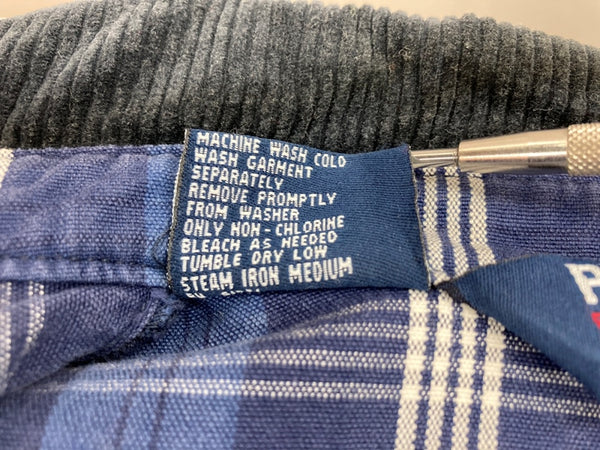 MACHINE WASH COLD
WASH GARMENT
SEPARATELY
REMOVE PROMPTLY
FROM WASHER
ONLY NON-CHLORINE
BLEACH AS NEEDED
TUMBLE DRY LOW
STEAM IRON MEDIUM
P